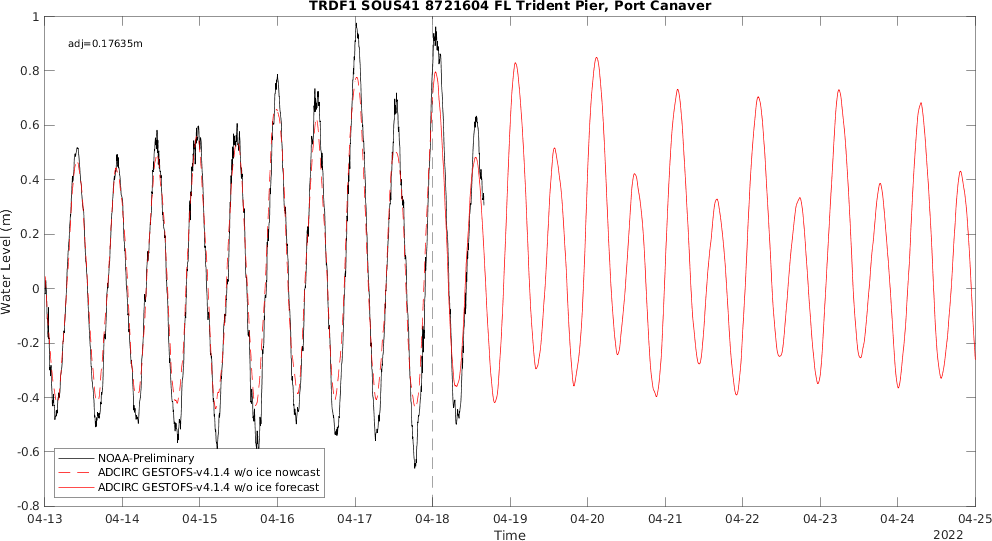 TRDF1 SOUS41 8721604 FL Trident Pier, Port Canaver
adj=0.17635m
1
0.8
0.6
0.4
0.2
0
-0.2
-0.4
-0.6
-0.8
Water Level (m)
NOAA-Preliminary
ADCIRC GESTOFS-v4.1.4 w/o ice nowcast
ADCIRC GESTOFS-v4.1.4 w/o ice forecast
04-13 04-14 04-15 04-16 04-17 04-18 04-19 04-20 04-21 04-22 04-23 04-24 04-25
Time
2022